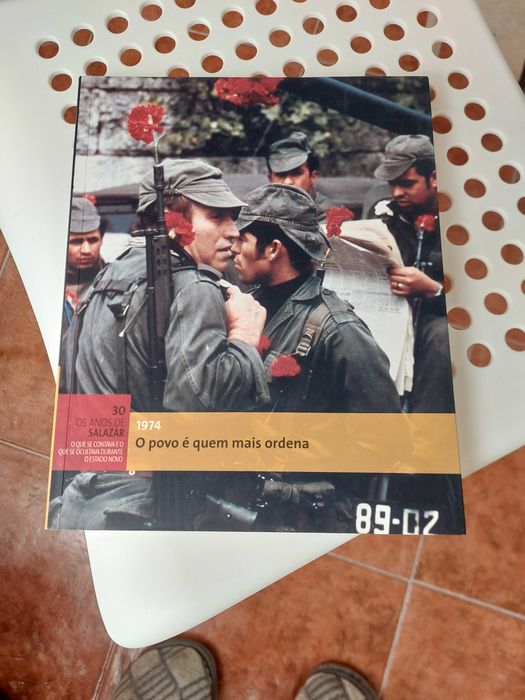 30
OS ANOS DE
SALAZAR
O QUE SE CONTAVA E O
QUE SE OCULTAVA DURANTE
O ESTADO NOVO
1974
O povo é quem mais ordena
89-02